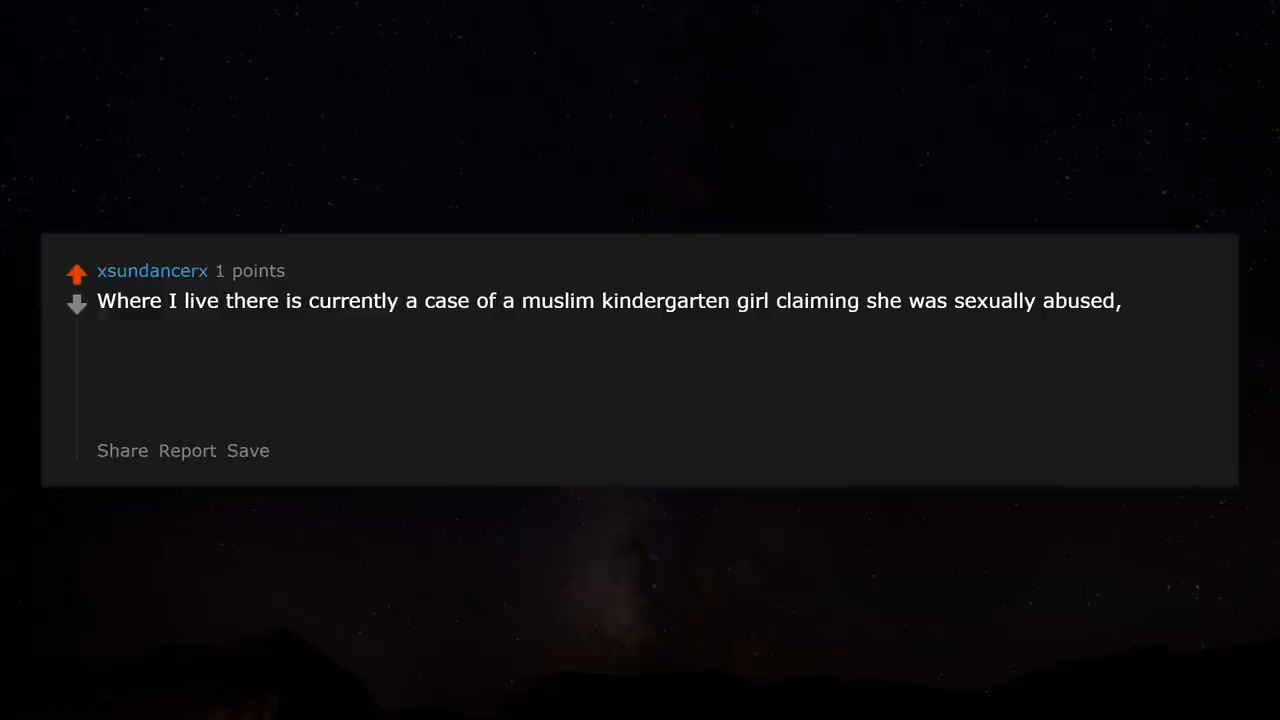 xsundancerx 1 points
Where I live there is currently a case of a muslim kindergarten girl claiming she was sexually abused,
Share Report Save